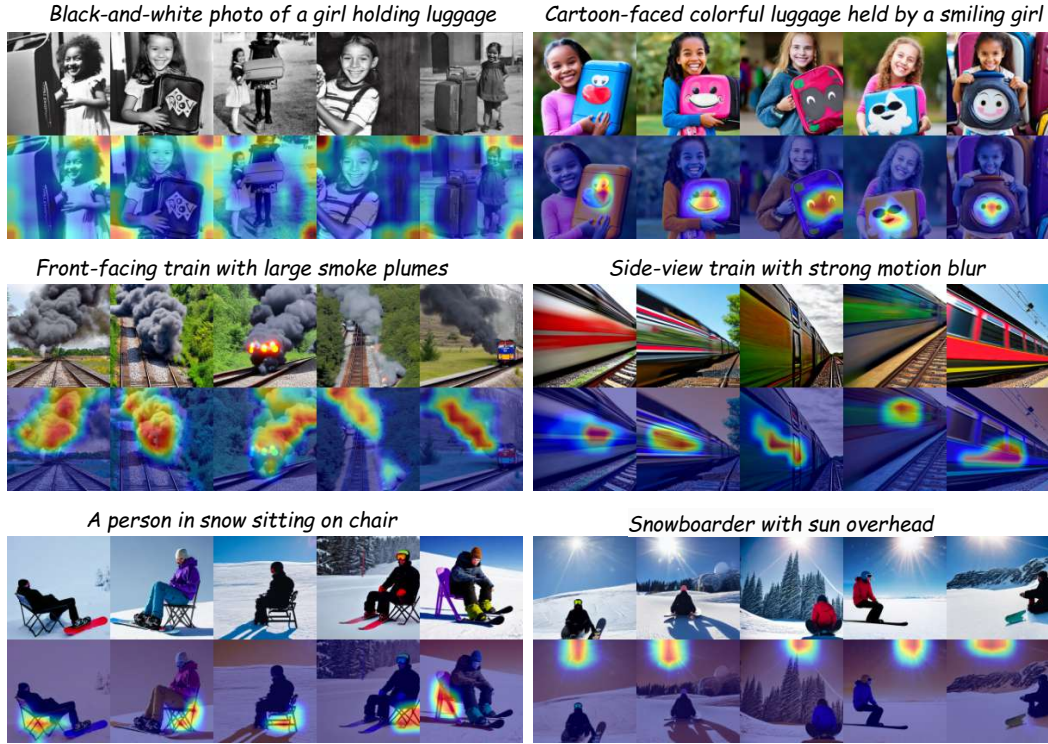 Black-and-white photo of a girl holding luggage
Cartoon-faced colorful luggage held by a smiling girl
Front-facing train with large smoke plumes
Side-view train with strong motion blur
A person in snow sitting on chair
Snowboarder with sun overhead